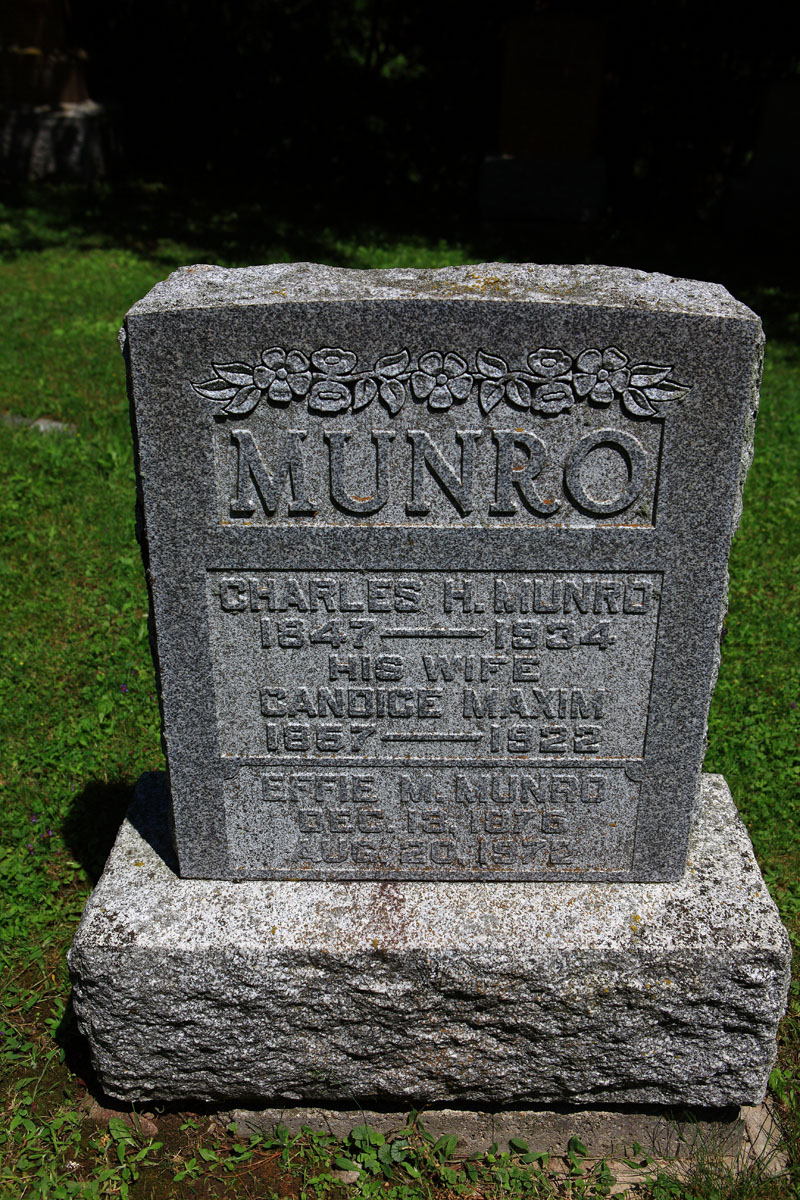 MUNRO
CHARLES H. MUNRO
1847—1934
HIS WIFE
CANDICE MAXIM
1857—1922
EFFIE M. MUNRO
DEC. 13, 1876
AUG. 20, 1972